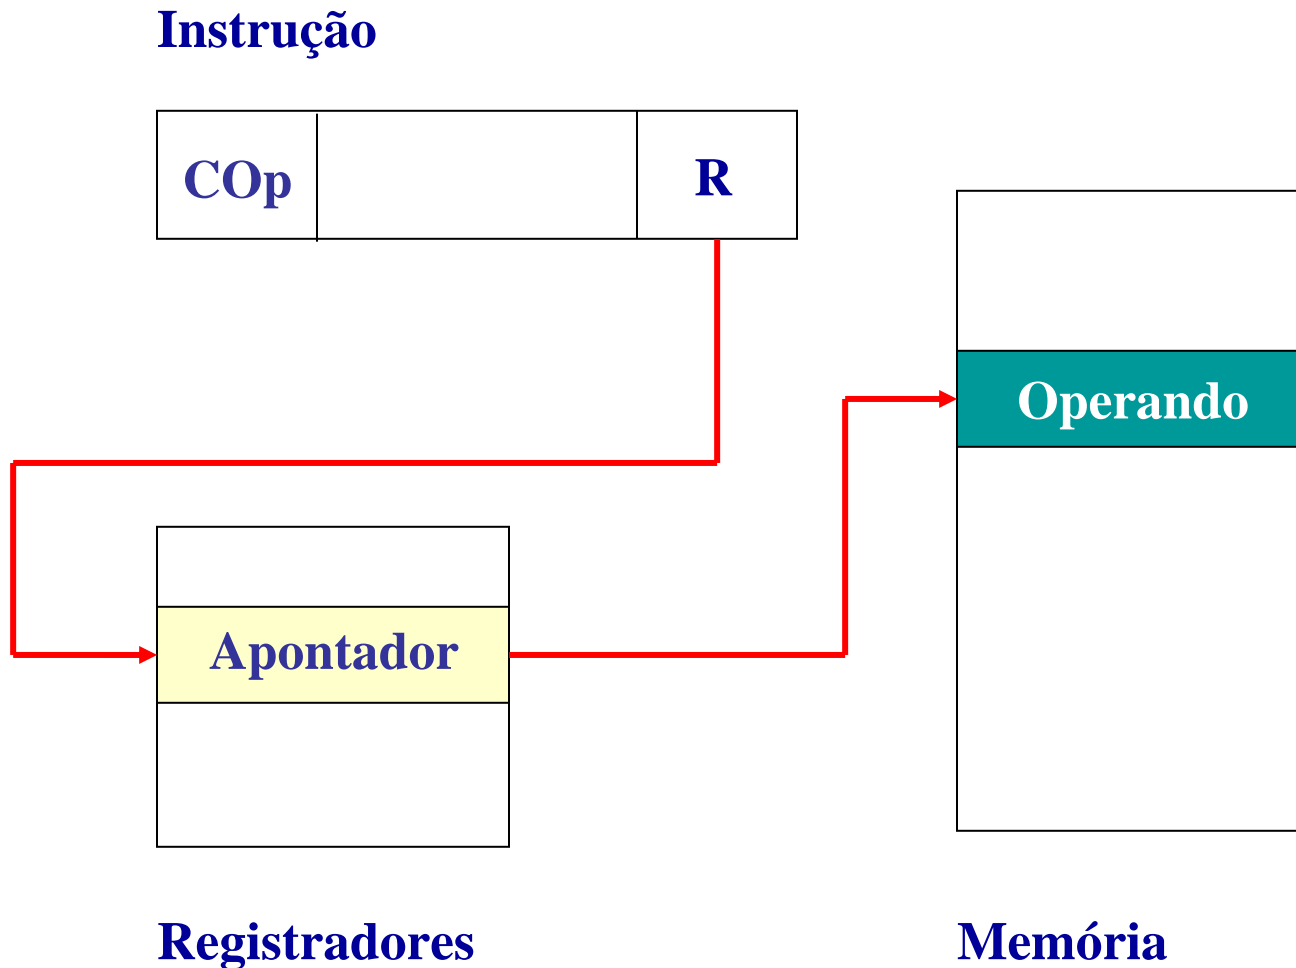 Instrução
COp
R
Operando
Apontador
Registradores
Memória